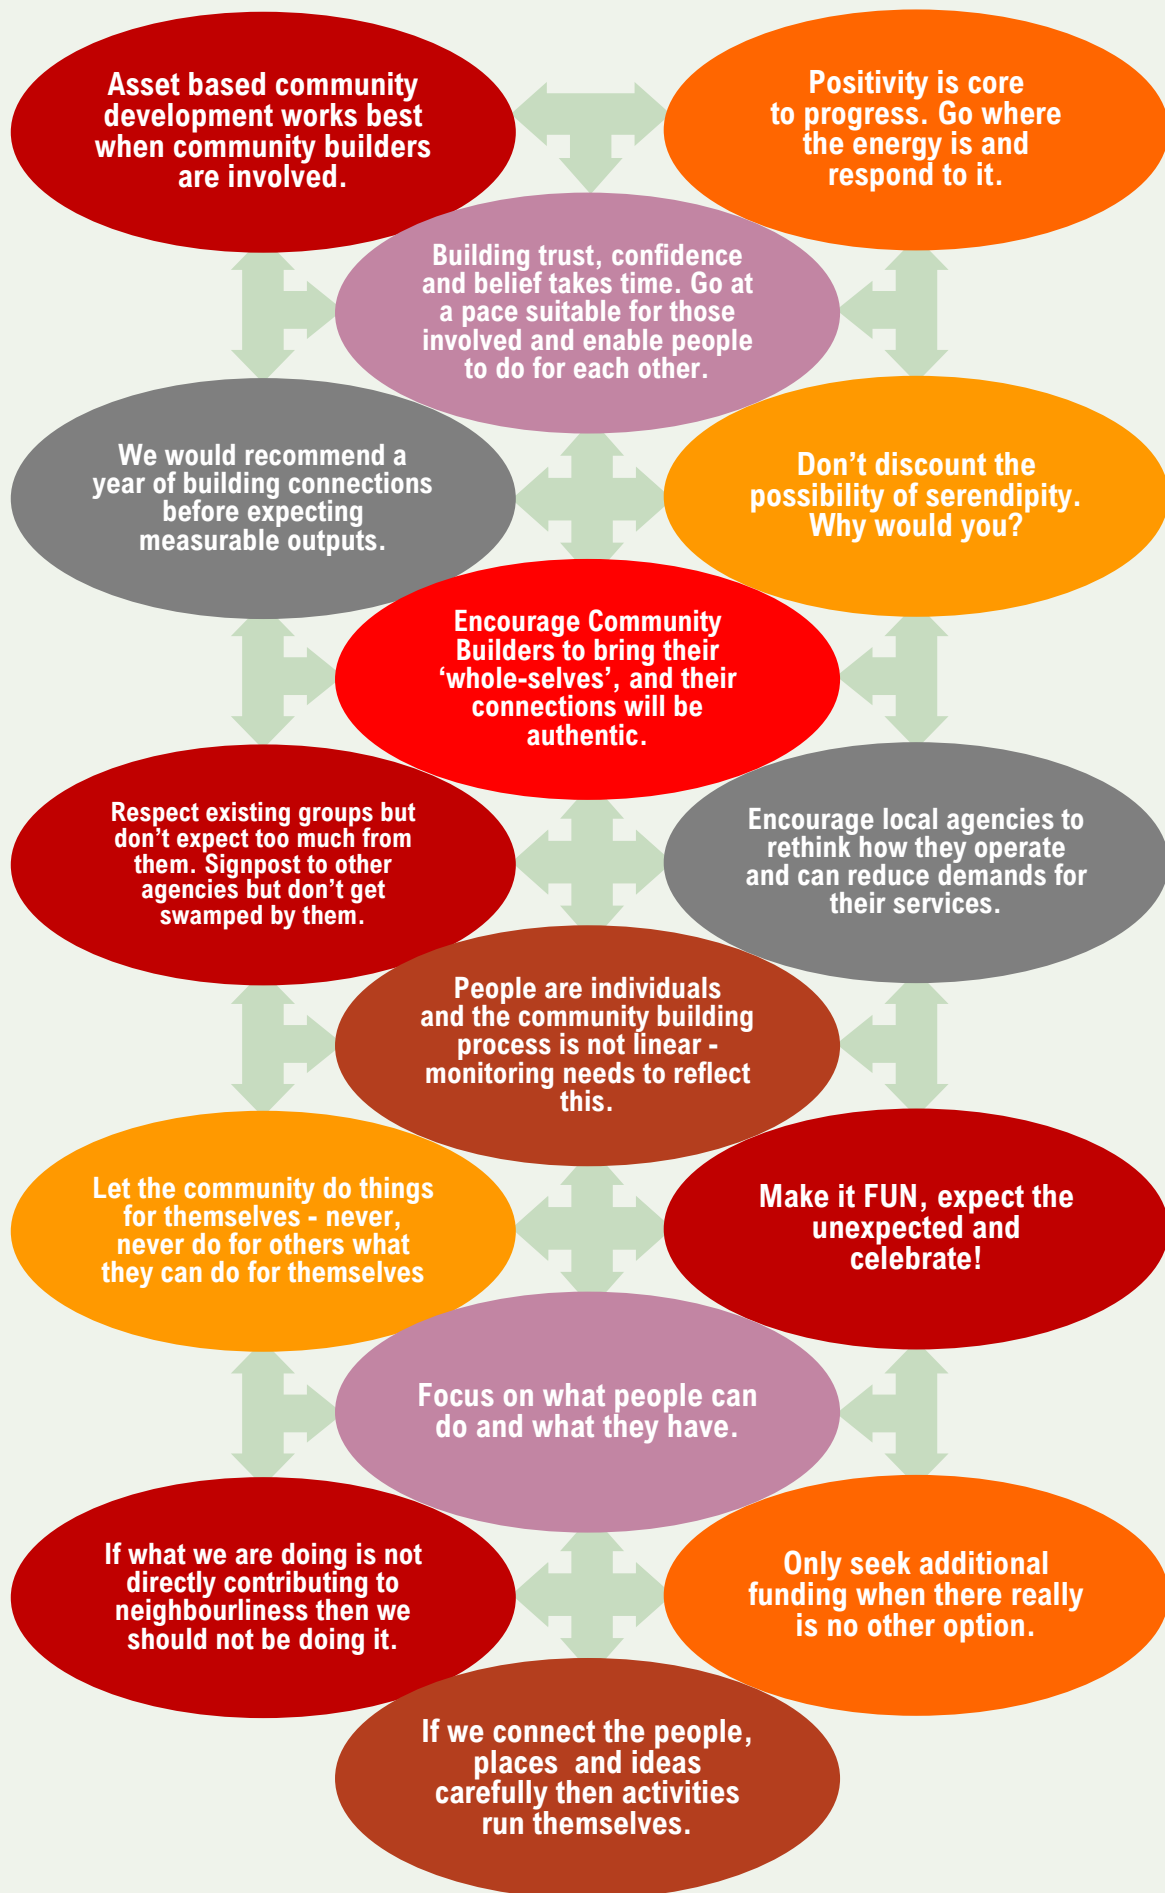 Asset based community
development works best
when community builders
are involved.
Positivity is core
to progress. Go where
the energy is and
respond to it.
Building trust, confidence
and belief takes time. Go at
a pace suitable for those
involved and enable people
to do for each other.
We would recommend a
year of building connections
before expecting
measurable outputs.
Don’t discount the
possibility of serendipity.
Why would you?
Encourage Community
Builders to bring their
‘whole-selves’, and their
connections will be
authentic.
Respect existing groups but
don’t expect too much from
them. Signpost to other
agencies but don’t get
swamped by them.
Encourage local agencies to
rethink how they operate
and can reduce demands for
their services.
People are individuals
and the community building
process is not linear -
monitoring needs to reflect
this.
Let the community do things
for themselves - never,
never do for others what
they can do for themselves
Make it FUN, expect the
unexpected and
celebrate!
Focus on what people can
do and what they have.
If what we are doing is not
directly contributing to
neighbourliness then we
should not be doing it.
Only seek additional
funding when there really
is no other option.
If we connect the people,
places  and ideas
carefully then activities
run themselves.